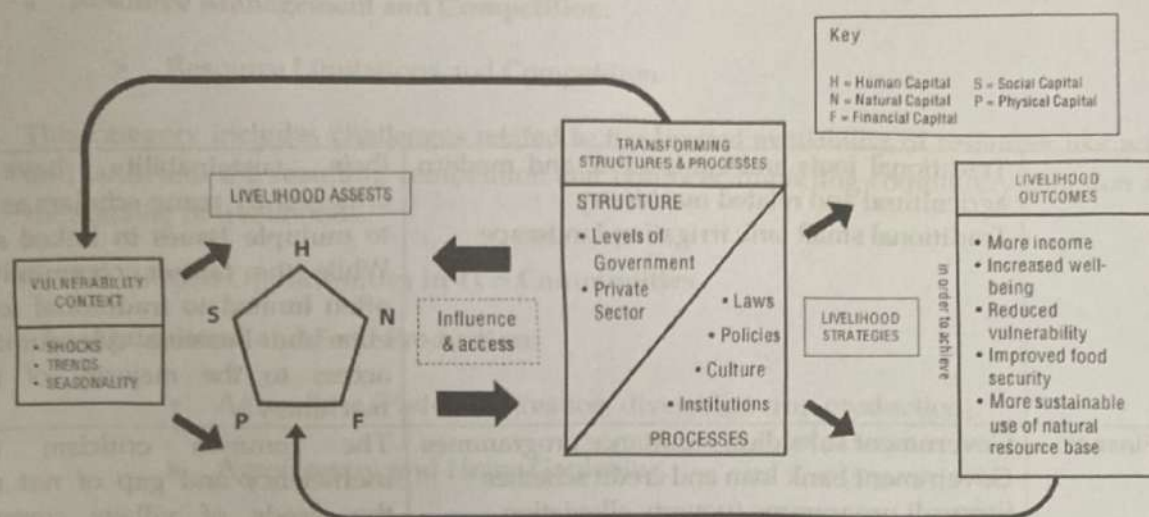 Key
H = Human Capital S = Social Capital
N = Natural Capital P = Physical Capital
F = Financial Capital
LIVELIHOOD ASSESTS
H
S
N
P
F
VULNERABILITY
CONTEXT
• SHOCKS
• TRENDS
• SEASONALITY
Influence
& access
TRANSFORMING
STRUCTURES & PROCESSES
STRUCTURE
• Levels of
Government
• Private
Sector
• Laws
• Policies
• Culture
• Institutions
PROCESSES
LIVELIHOOD
STRATEGIES
in order to achieve
LIVELIHOOD
OUTCOMES
• More income
• Increased well-
being
• Reduced
vulnerability
• Improved food
security
• More sustainable
use of natural
resource base